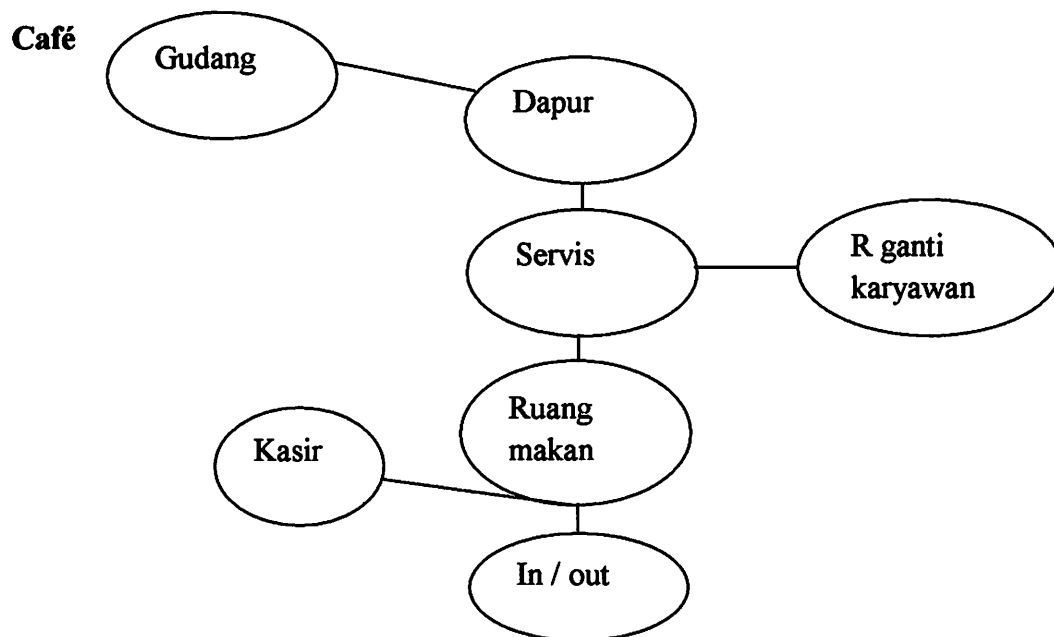 Café
Gudang
Dapur
Servis
R ganti
karyawan
Ruang
makan
Kasir
In / out